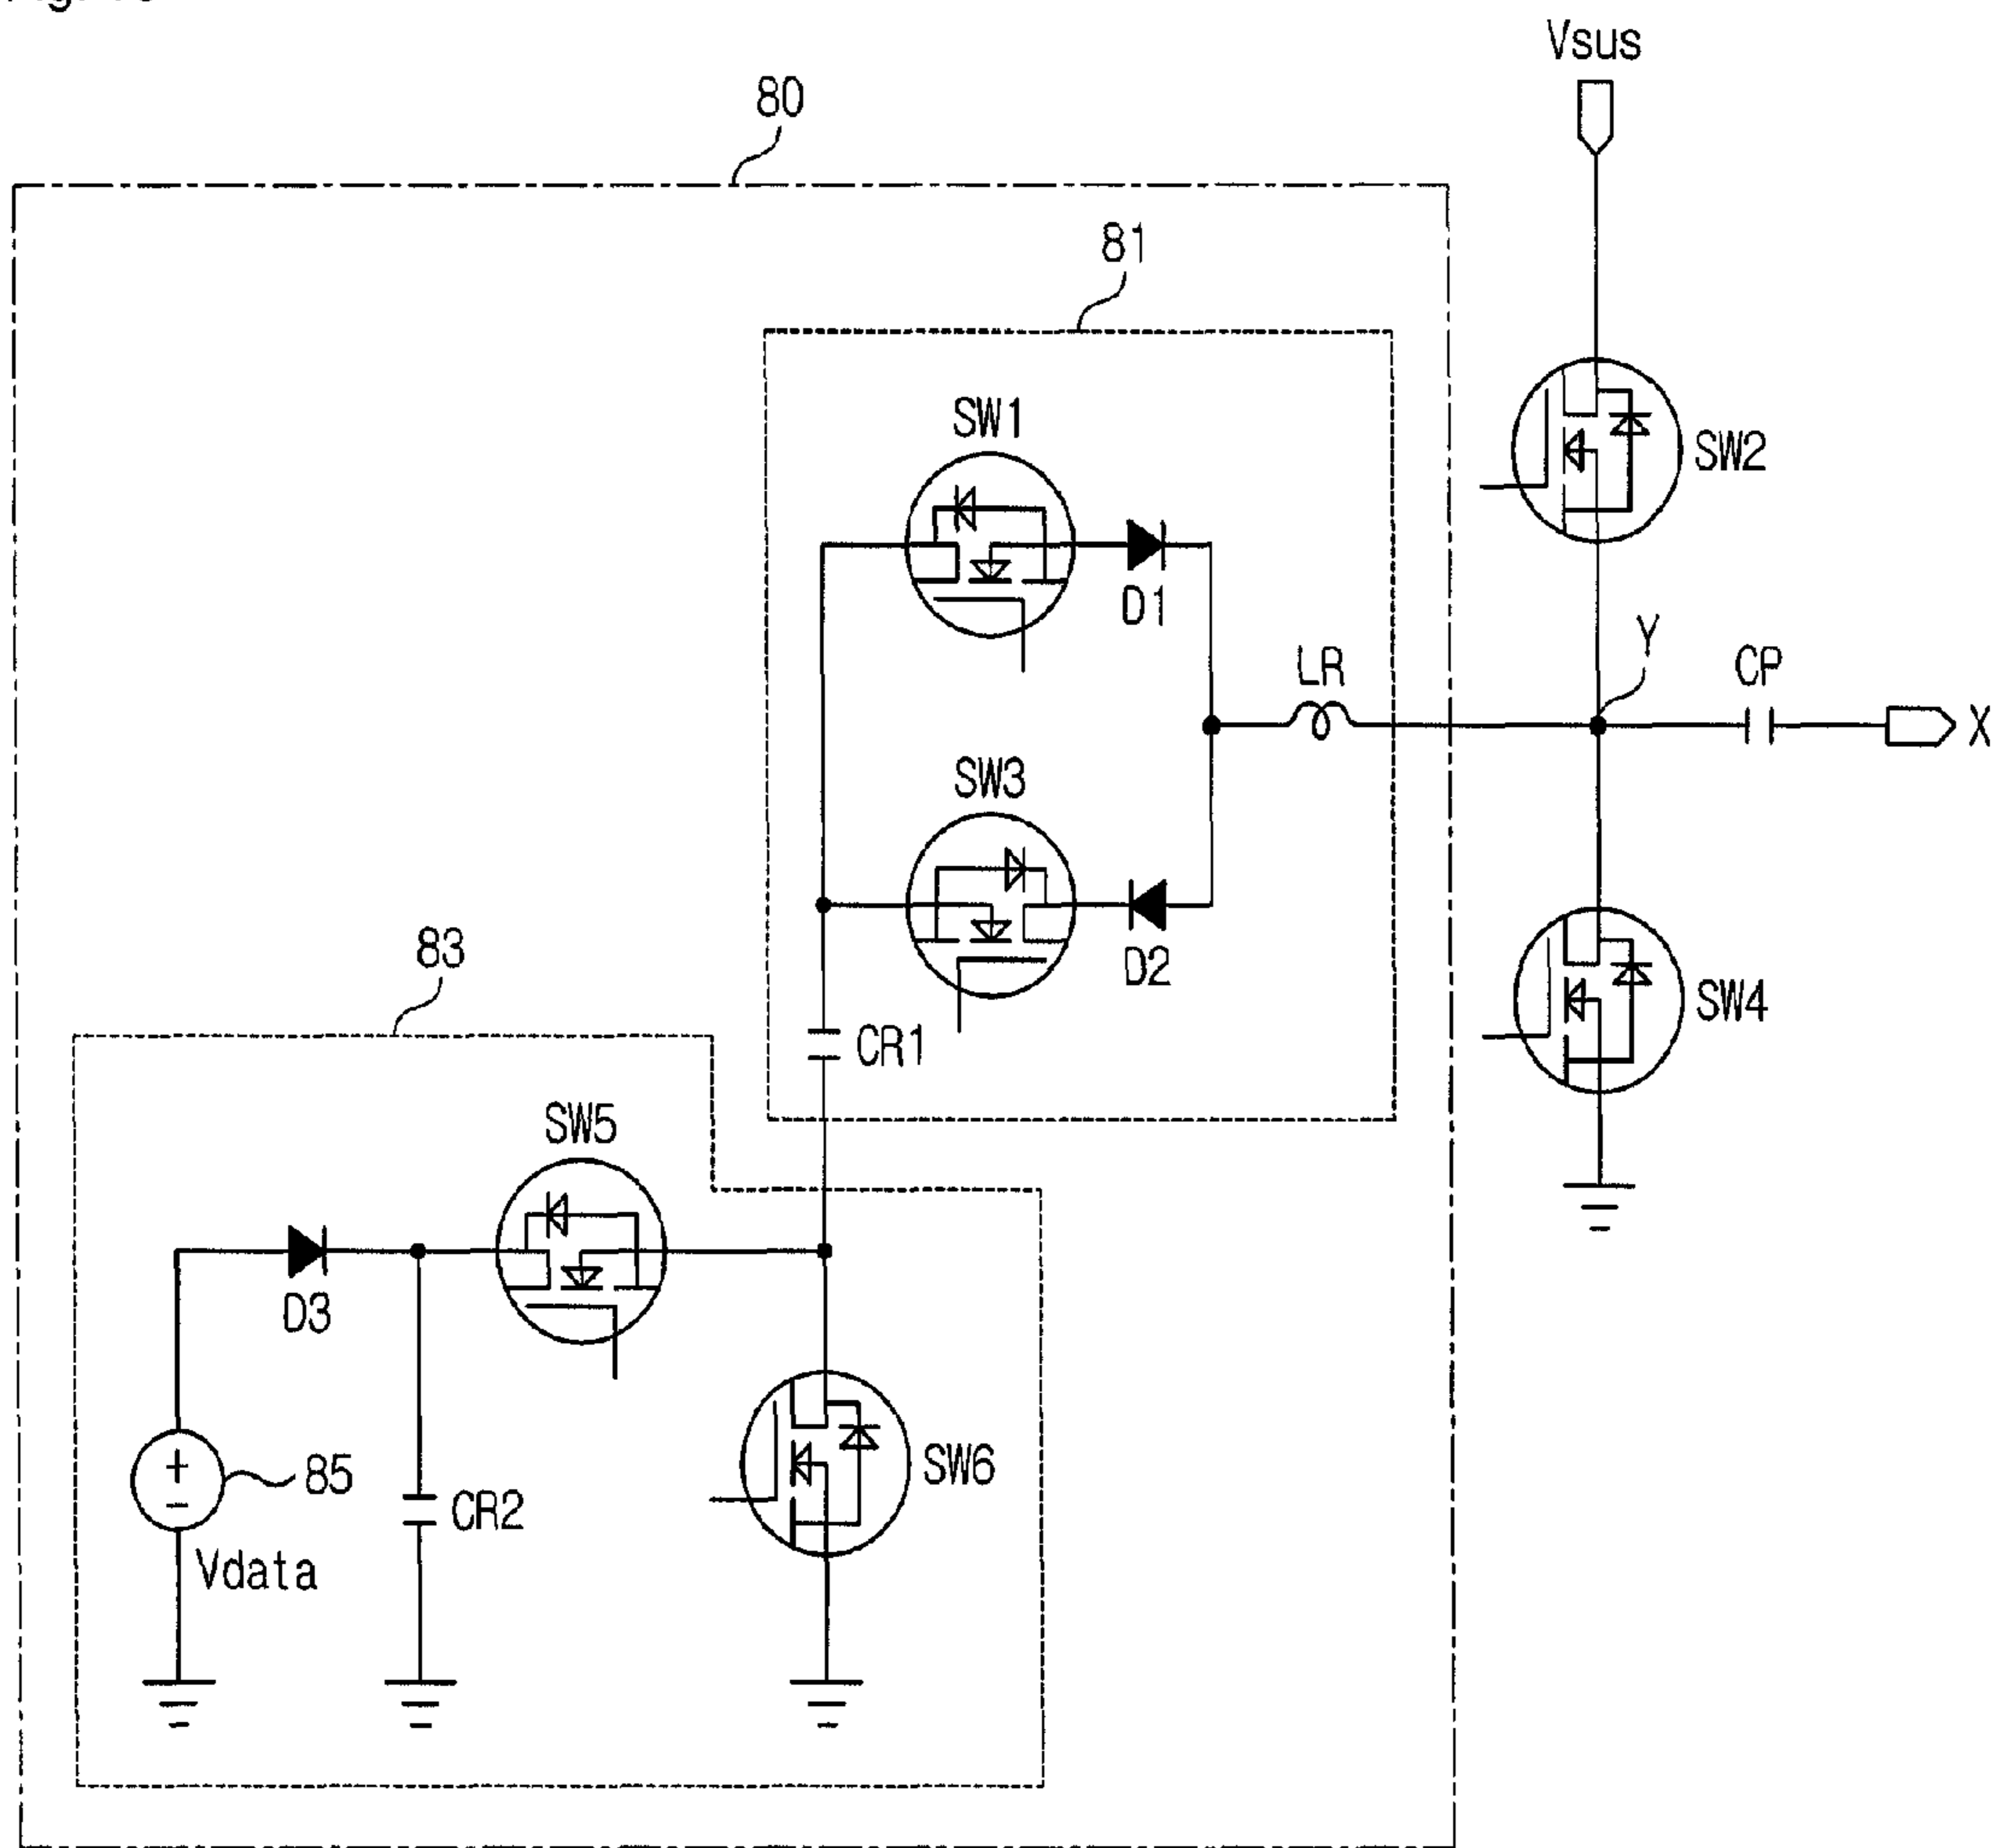 Vsus
80
81
SW1
SW2
D1
Y
LR
CP
X
SW3
D2
SW4
83
CR1
SW5
D3
SW6
+
-
85
CR2
Vdata